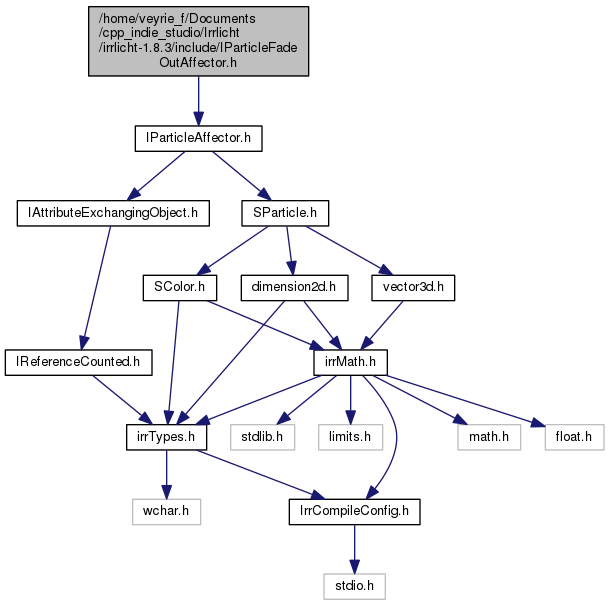 /home/veyrie_f/Documents
/cpp_indie_studio/Irrlicht
/irrlicht-1.8.3/include/IParticleFade
OutAffector.h
IParticleAffector.h
IAttributeExchangingObject.h
SParticle.h
SColor.h
dimension2d.h
vector3d.h
IReferenceCounted.h
irrMath.h
irrTypes.h
stdlib.h
limits.h
math.h
float.h
wchar.h
IrrCompileConfig.h
stdio.h